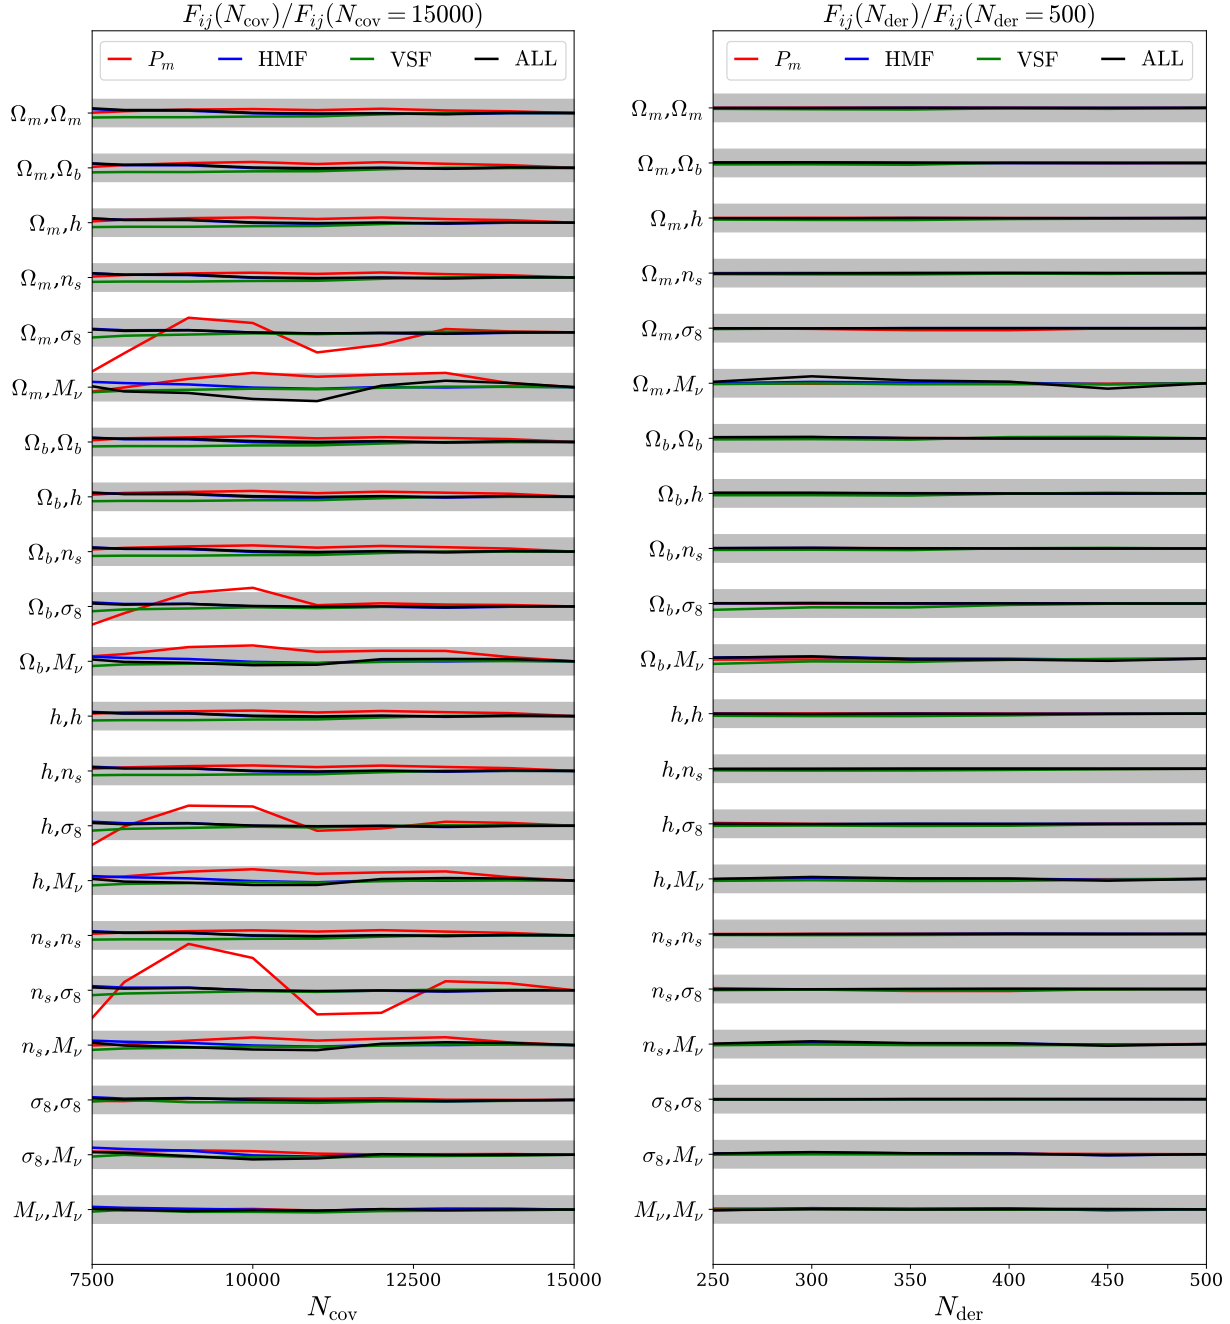 F_ij(N_cov)/F_ij(N_cov = 15000)
P_m HMF VSF ALL
Ω_m, Ω_m
Ω_m, Ω_b
Ω_m, h
Ω_m, n_s
Ω_m, σ_8
Ω_m, M_ν
Ω_b, Ω_b
Ω_b, h
Ω_b, n_s
Ω_b, σ_8
Ω_b, M_ν
h, h
h, n_s
h, σ_8
h, M_ν
n_s, n_s
n_s, σ_8
n_s, M_ν
σ_8, σ_8
σ_8, M_ν
M_ν, M_ν
7500 10000 12500 15000
N_cov
F_ij(N_der)/F_ij(N_der = 500)
P_m HMF VSF ALL
Ω_m, Ω_m
Ω_m, Ω_b
Ω_m, h
Ω_m, n_s
Ω_m, σ_8
Ω_m, M_ν
Ω_b, Ω_b
Ω_b, h
Ω_b, n_s
Ω_b, σ_8
Ω_b, M_ν
h, h
h, n_s
h, σ_8
h, M_ν
n_s, n_s
n_s, σ_8
n_s, M_ν
σ_8, σ_8
σ_8, M_ν
M_ν, M_ν
250 300 350 400 450 500
N_der